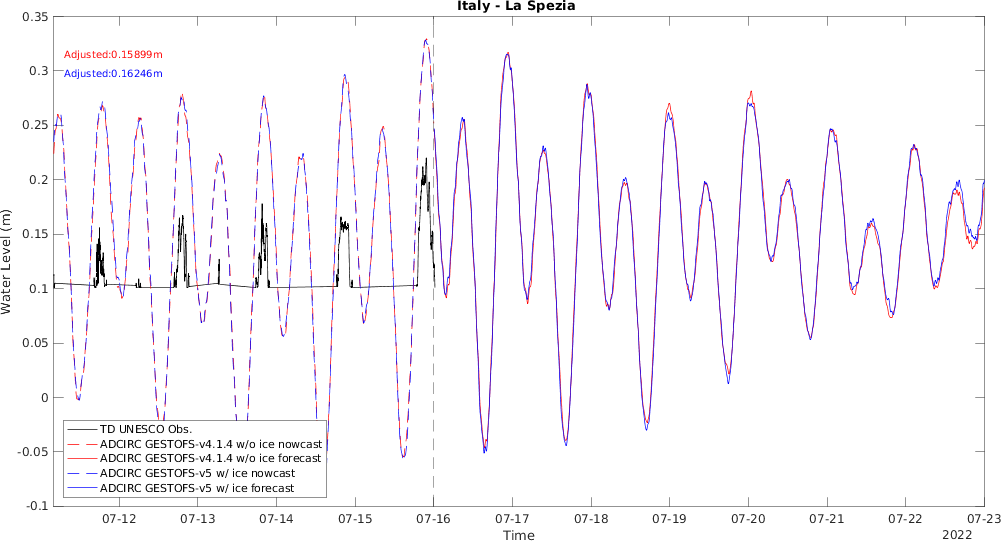 Italy - La Spezia
0.35
0.3
0.25
0.2
0.15
0.1
0.05
0
-0.05
-0.1
Water Level (m)
Adjusted:0.15899m
Adjusted:0.16246m
TD UNESCO Obs.
ADCIRC GESTOFS-v4.1.4 w/o ice nowcast
ADCIRC GESTOFS-v4.1.4 w/o ice forecast
ADCIRC GESTOFS-v5 w/ ice nowcast
ADCIRC GESTOFS-v5 w/ ice forecast
07-12 07-13 07-14 07-15 07-16 07-17 07-18 07-19 07-20 07-21 07-22 07-23
Time
2022